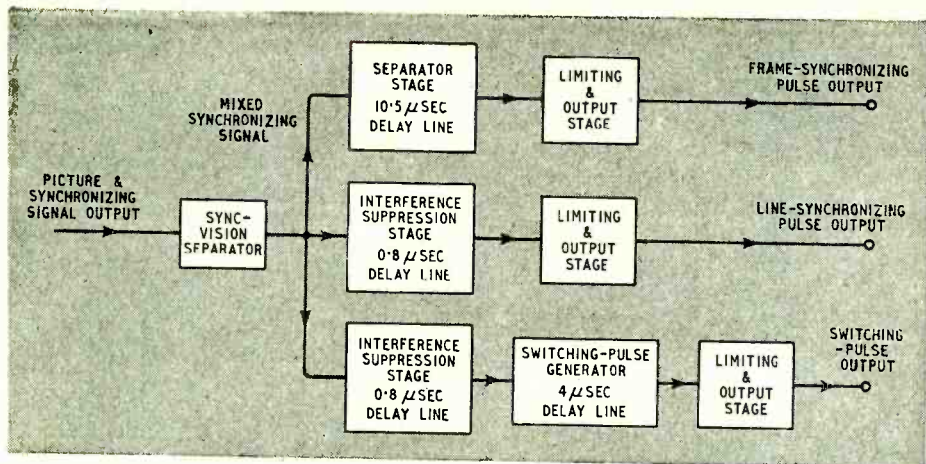 PICTURE &
SYNCHRONIZING
SIGNAL OUTPUT
SYNC-
VISION
SEPARATOR
MIXED
SYNCHRONIZING
SIGNAL
SEPARATOR
STAGE
10·5 μSEC
DELAY LINE
LIMITING
&
OUTPUT
STAGE
FRAME-SYNCHRONIZING
PULSE OUTPUT
INTERFERENCE
SUPPRESSION
STAGE
0·8 μSEC
DELAY LINE
LIMITING
&
OUTPUT
STAGE
LINE-SYNCHRONIZING
PULSE OUTPUT
INTERFERENCE
SUPPRESSION
STAGE
0·8 μSEC
DELAY LINE
SWITCHING-PULSE
GENERATOR
4 μSEC
DELAY LINE
LIMITING
&
OUTPUT
STAGE
SWITCHING
-PULSE
OUTPUT